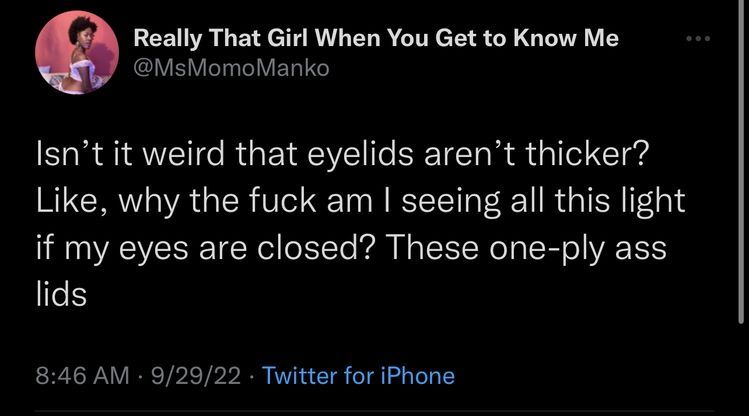 Really That Girl When You Get to Know Me
@MsMomoManko
Isn’t it weird that eyelids aren’t thicker?
Like, why the fuck am I seeing all this light
if my eyes are closed? These one-ply ass
lids
8:46 AM · 9/29/22 · Twitter for iPhone